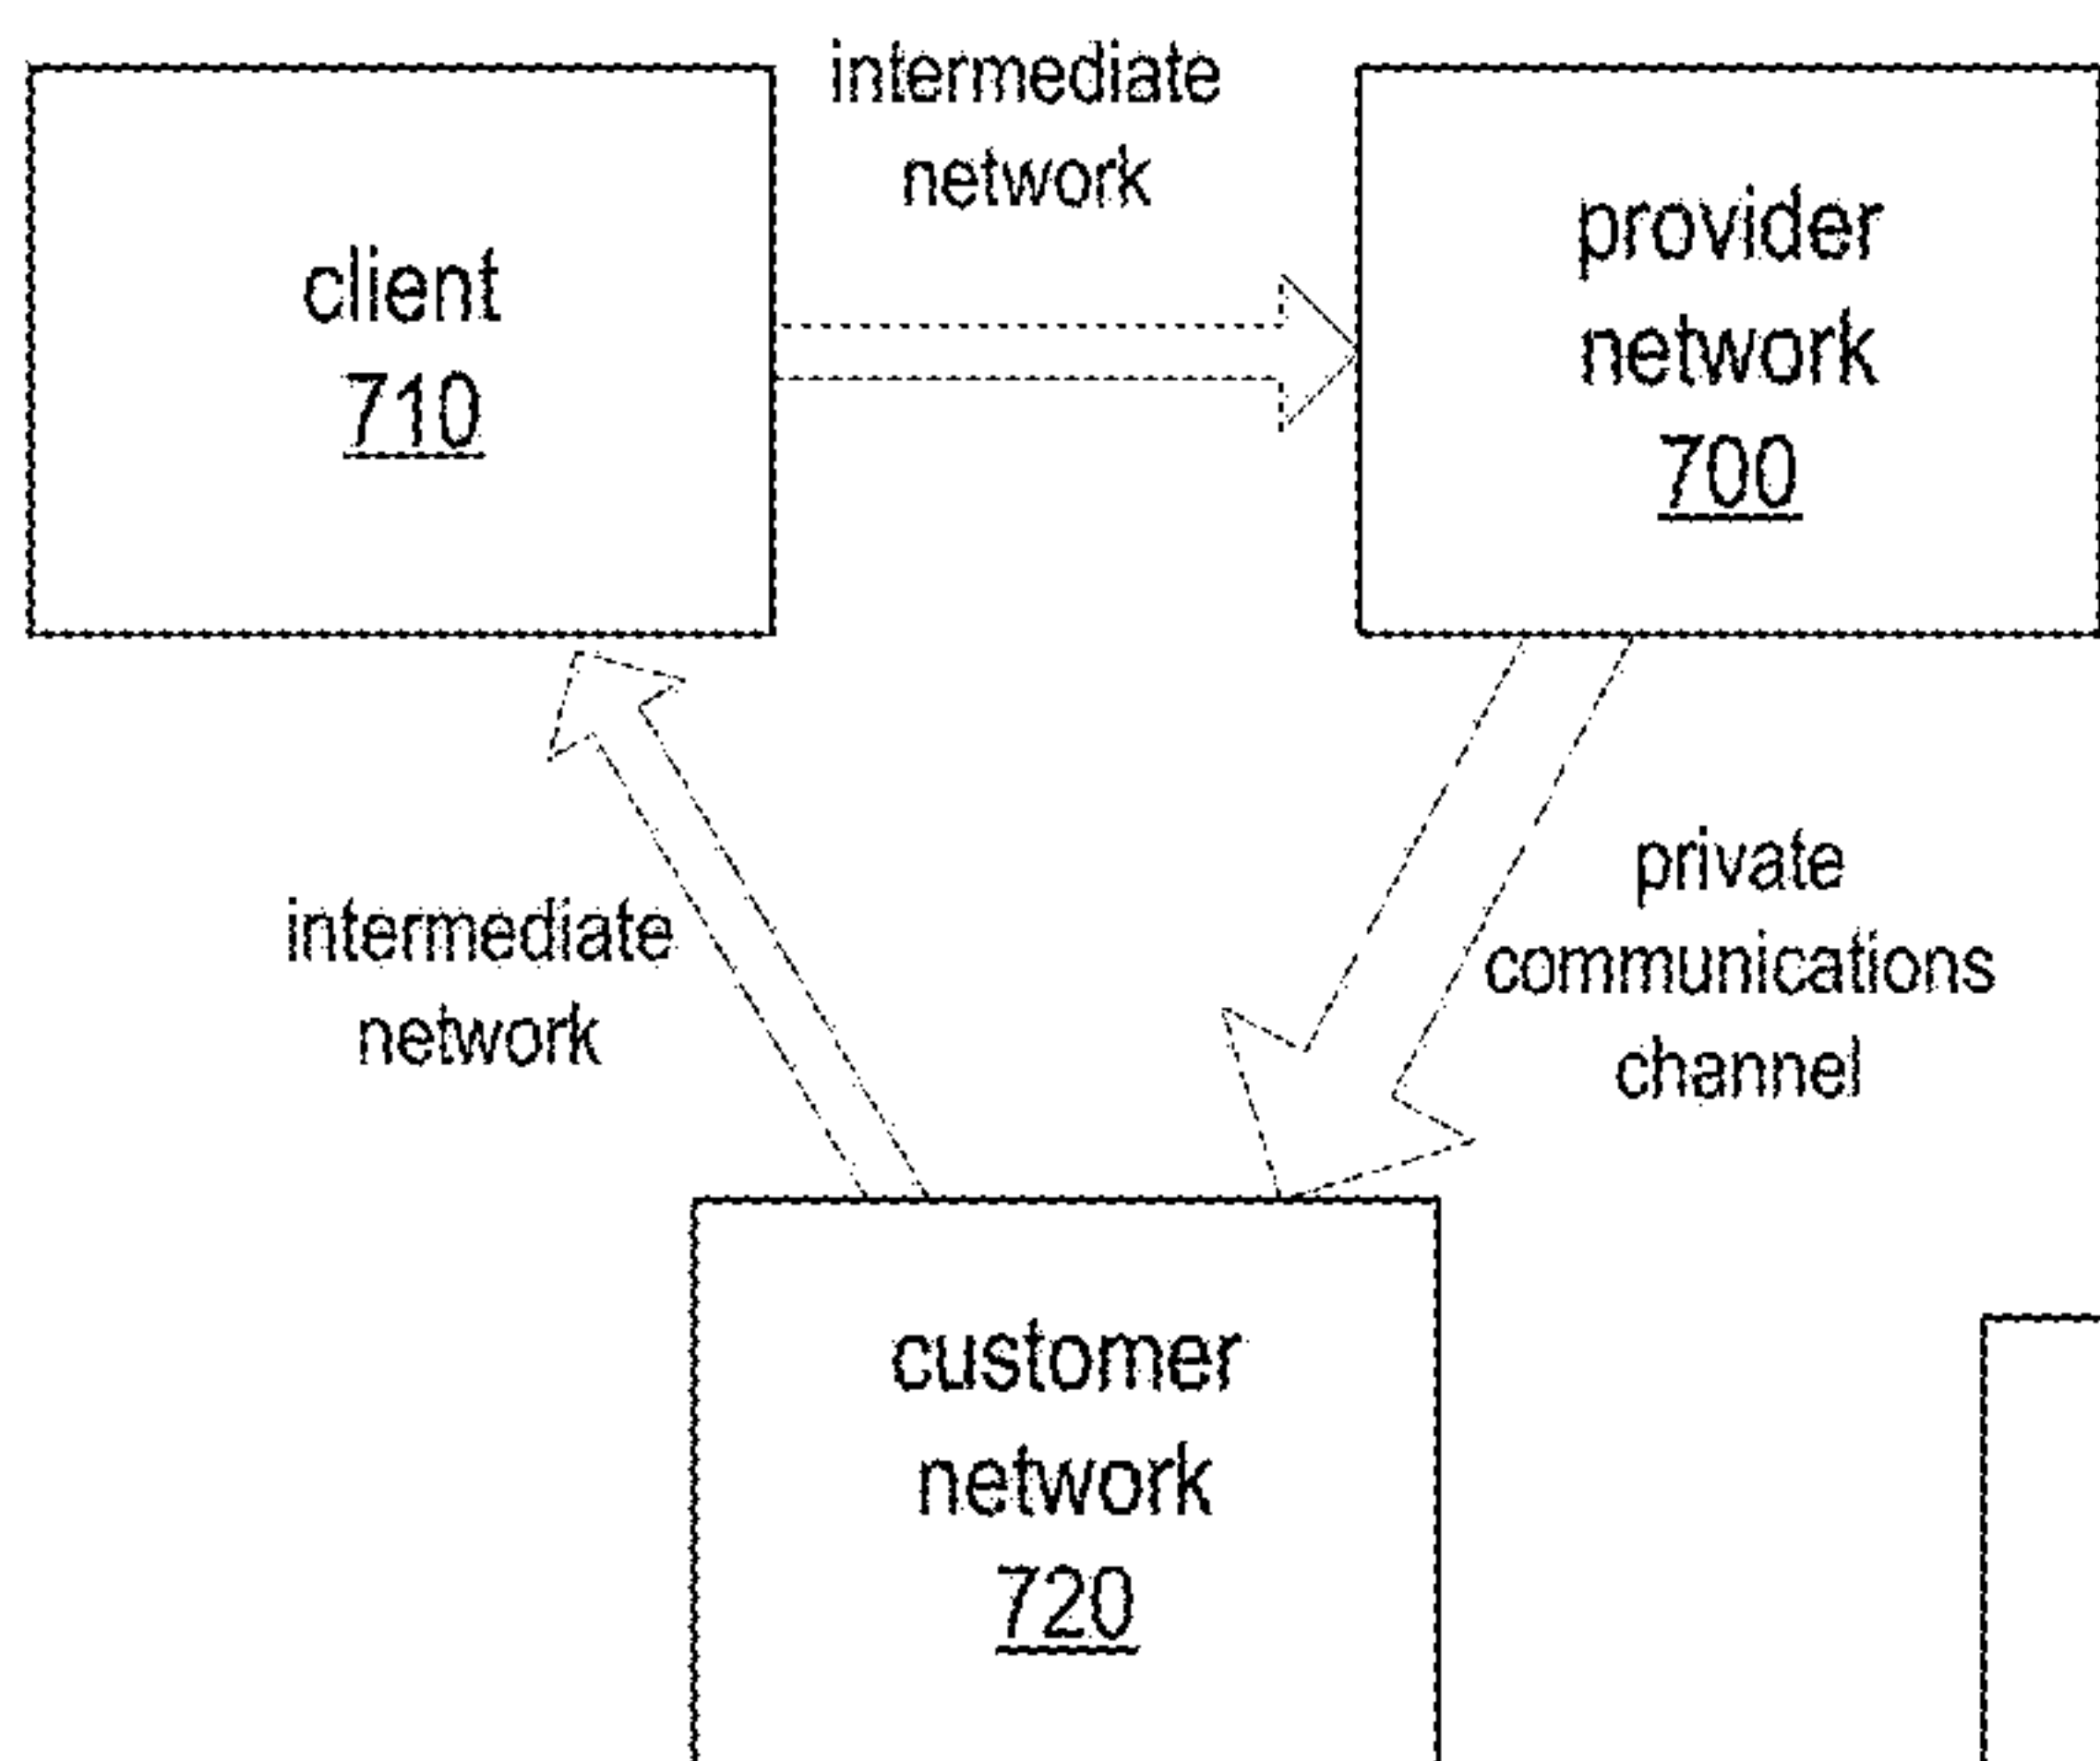 client
710
intermediate
network
provider
network
700
intermediate
network
private
communications
channel
customer
network
720